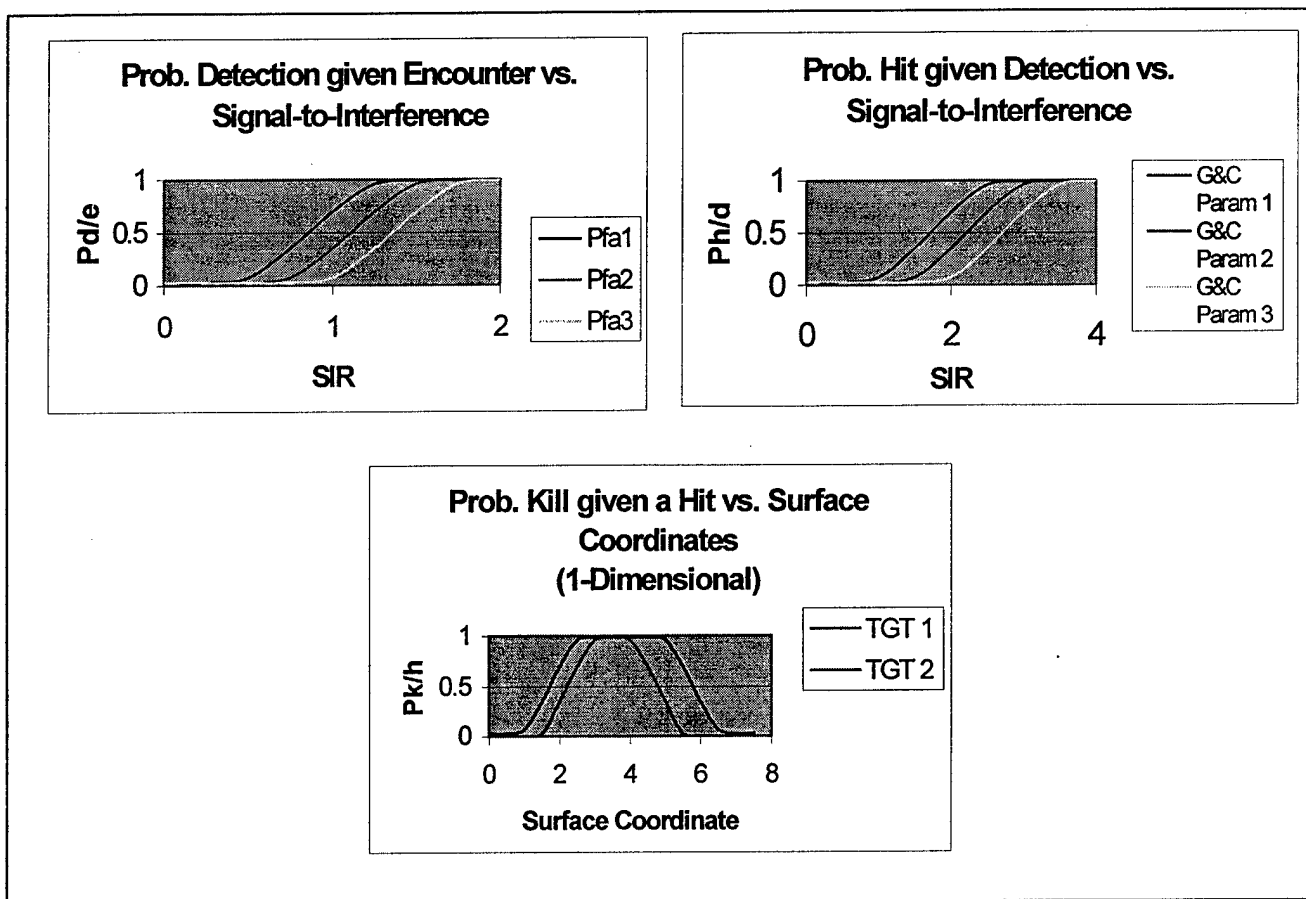 Prob. Detection given Encounter vs.
Signal-to-Interference
Pd/e
1
0.5
0
0
1
2
SIR
Pfa1
Pfa2
Pfa3
Prob. Hit given Detection vs.
Signal-to-Interference
Ph/d
1
0.5
0
0
2
4
SIR
G&C
Param 1
G&C
Param 2
G&C
Param 3
Prob. Kill given a Hit vs. Surface
Coordinates
(1-Dimensional)
Pk/h
1
0.5
0
0
2
4
6
8
Surface Coordinate
TGT 1
TGT 2